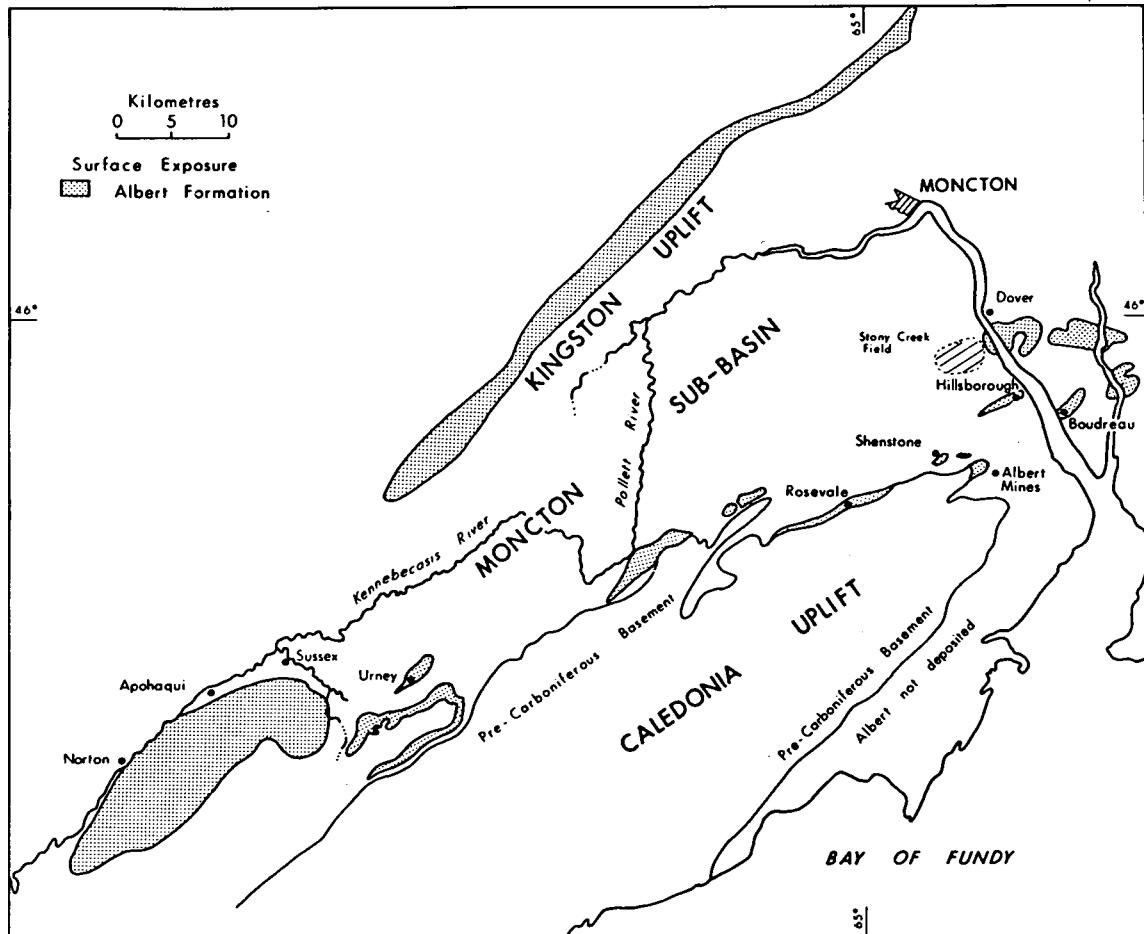 65°
Kilometres
0 5 10
Surface Exposure
Albert Formation
MONCTON
KINGSTON UPLIFT
46°
46°
Dover
Stony Creek
Field
Hillsborough
Boudreau
SUB-BASIN
Pollett River
Shenstone
Albert
Mines
Rosevale
MONCTON
Kennebecasis River
Pre-Carboniferous Basement
UPLIFT
CALEDONIA
Pre-Carboniferous Basement
Albert not deposited
Sussex
Urney
Apohaqui
Norton
BAY OF FUNDY
65°